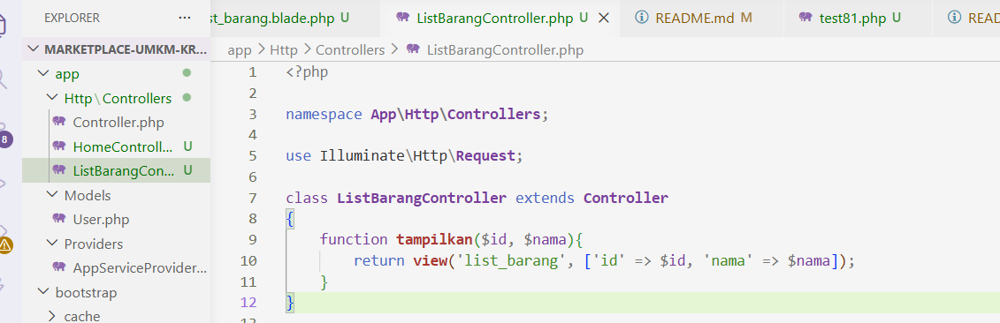 EXPLORER ...
st_barang.blade.php U ListBarangController.php U README.md M test81.php U READ
MARKETPLACE-UMKM-KR...
app > Http > Controllers > ListBarangController.php
app
Http\Controllers
Controller.php
HomeControll... U
ListBarangCon... U
Models
User.php
Providers
AppServiceProvider...
bootstrap
cache
8
1 <?php
2
3 namespace App\Http\Controllers;
4
5 use Illuminate\Http\Request;
6
7 class ListBarangController extends Controller
8 {
9 function tampilkan($id, $nama){
10 return view('list_barang', ['id' => $id, 'nama' => $nama]);
11 }
12 }